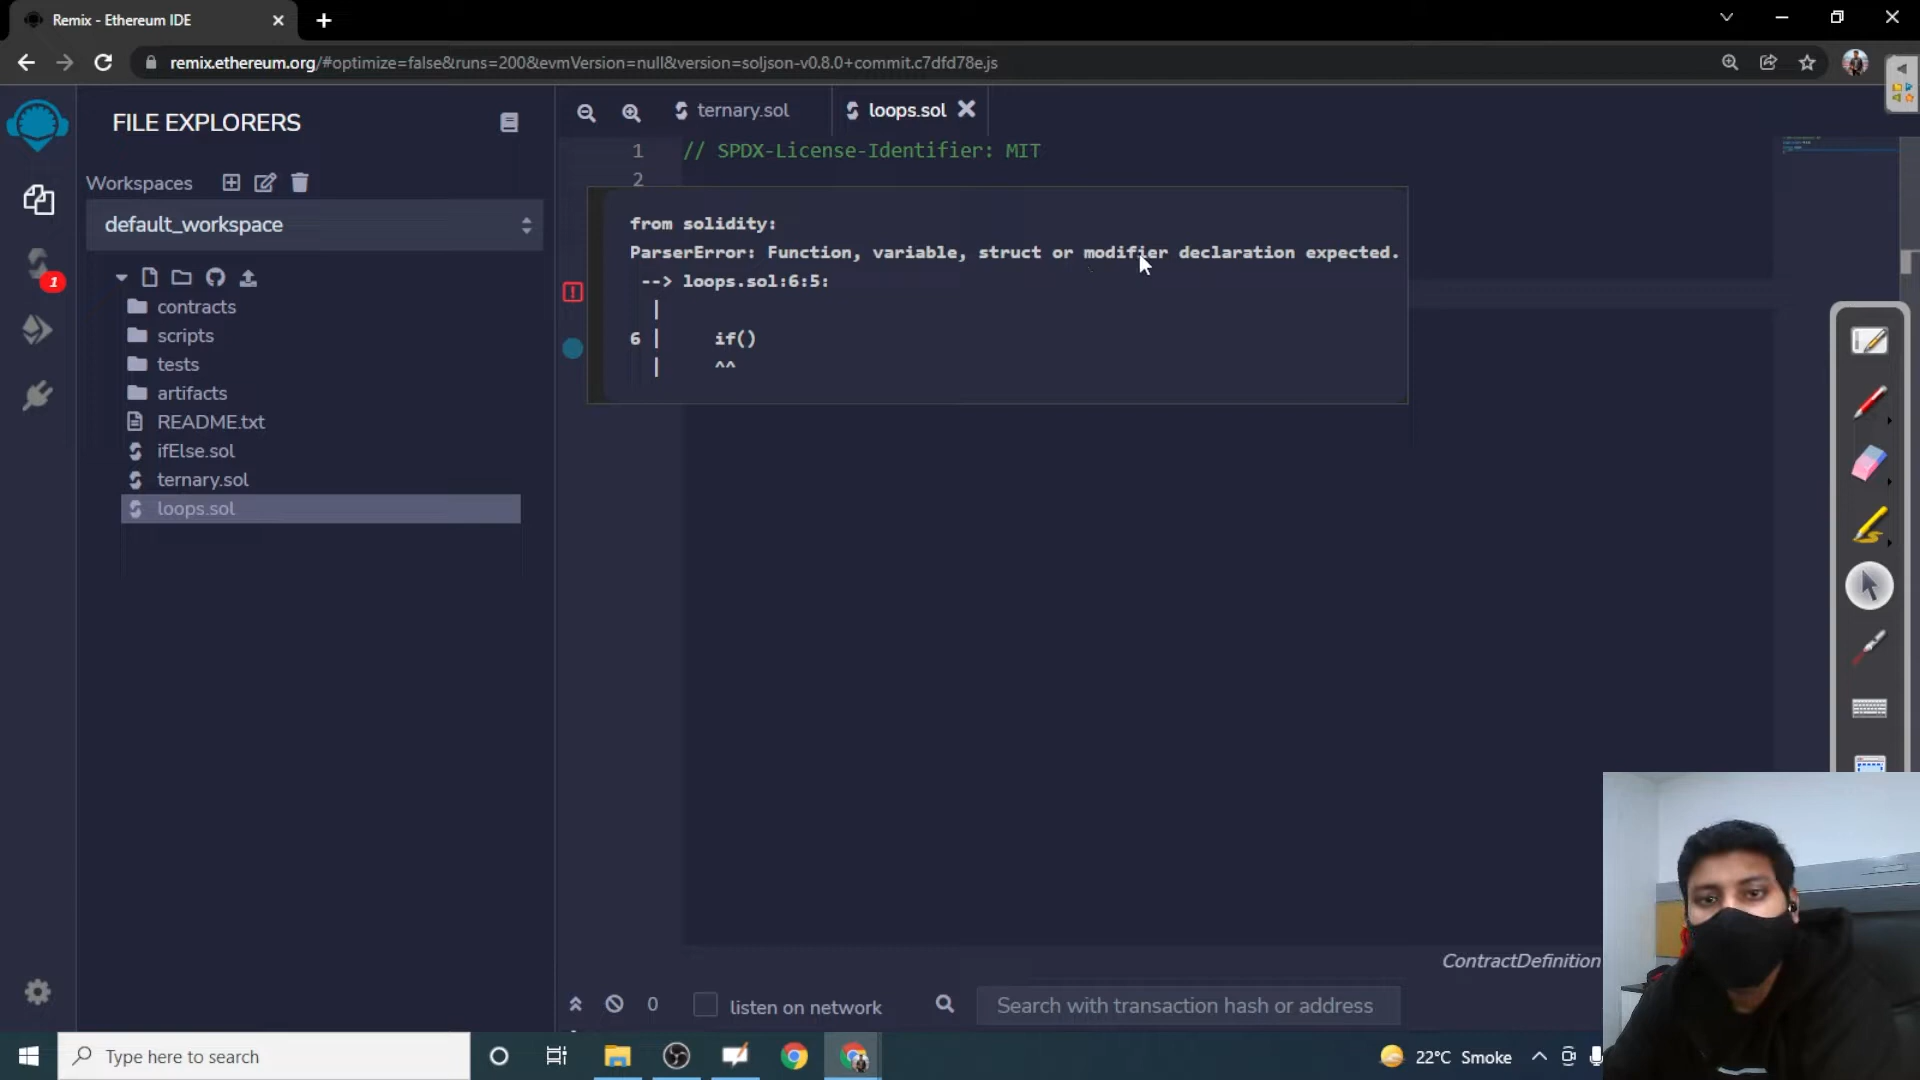 Remix - Ethereum IDE
remix.ethereum.org/#optimize=false&runs=200&evmVersion=null&version=soljson-v0.8.0+commit.c7dfd78e.js
FILE EXPLORERS
ternary.sol
loops.sol
1 // SPDX-License-Identifier: MIT
2
Workspaces
default_workspace
from solidity:
ParserError: Function, variable, struct or modifier declaration expected.
--> loops.sol:6:5:
|
6 | if()
| ^^
1
contracts
scripts
tests
artifacts
README.txt
ifElse.sol
ternary.sol
loops.sol
ContractDefinition
0
listen on network
Search with transaction hash or address
Type here to search
22°C Smoke